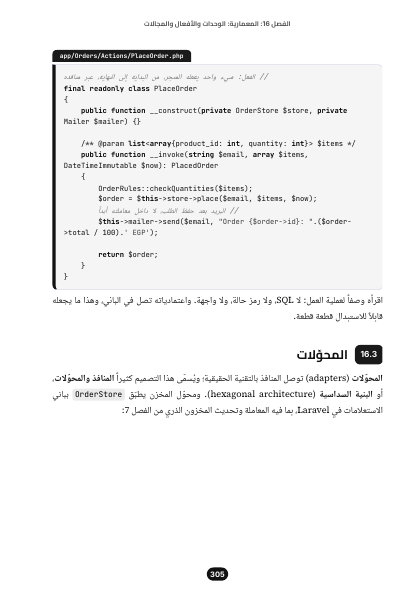 الفصل 16: المعمارية: الوحدات والأفعال والمجالات
app/Orders/Actions/PlaceOrder.php
// الفعل: شيء واحد يفعله المتجر، من البداية إلى النهاية، عبر منافذه
final readonly class PlaceOrder
{
public function __construct(private OrderStore $store, private
Mailer $mailer) {}
/** @param list<array{product_id: int, quantity: int}> $items */
public function __invoke(string $email, array $items,
DateTimeImmutable $now): PlacedOrder
{
OrderRules::checkQuantities($items);
$order = $this->store->place($email, $items, $now);
// البريد بعد حفظ الطلب، لا داخل معاملته أبداً
$this->mailer->send($email, "Order {$order->id}: ".($order-
>total / 100).' EGP');
return $order;
}
}
اقرأه وصفاً لعملية العمل: لا SQL، ولا رمز حالة، ولا واجهة. واعتمادياته تصل في الباني، وهذا ما يجعله
قابلاً للاستبدال قطعة قطعة.
16.3 المحوّلات
المحوّلات (adapters) توصل المنافذ بالتقنية الحقيقية؛ ويُسمّى هذا التصميم كثيراً المنافذ والمحوّلات،
أو البنية السداسية (hexagonal architecture). ومحوّل المخزن يطبّق OrderStore بباني
الاستعلامات في Laravel، بما فيه المعاملة وتحديث المخزون الذري من الفصل 7:
305